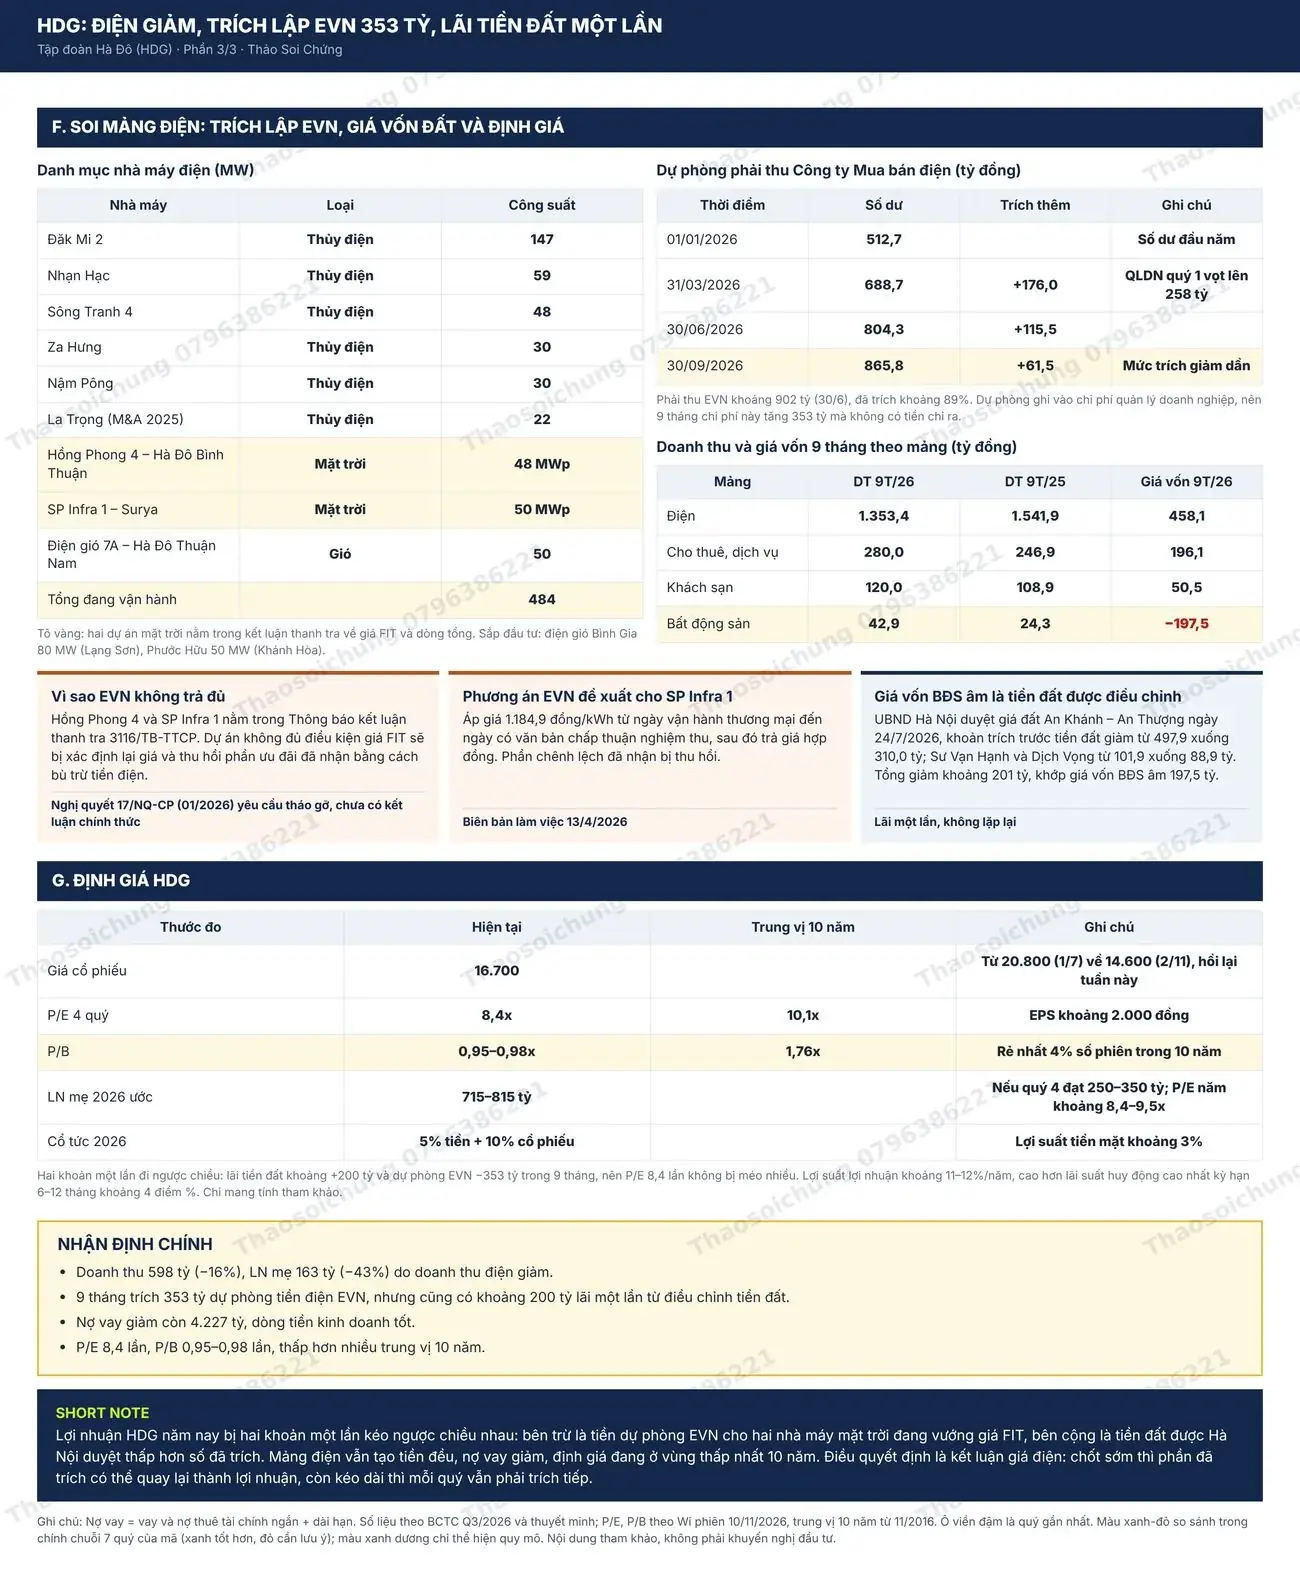 HDG: ĐIỆN GIẢM, TRÍCH LẬP EVN 353 TỶ, LÃI TIỀN ĐẤT MỘT LẦN
Tập đoàn Hà Đô (HDG) · Phần 3/3 · Thảo Soi Chứng
F. SOI MẢNG ĐIỆN: TRÍCH LẬP EVN, GIÁ VỐN ĐẤT VÀ ĐỊNH GIÁ
Danh mục nhà máy điện (MW)
Nhà máy Loại Công suất
Đăk Mi 2 Thủy điện 147
Nhạn Hạc Thủy điện 59
Sông Tranh 4 Thủy điện 48
Za Hưng Thủy điện 30
Nậm Pông Thủy điện 30
La Trọng (M&A 2025) Thủy điện 22
Hồng Phong 4 – Hà Đô Bình
Thuận Mặt trời 48 MWp
SP Infra 1 – Surya Mặt trời 50 MWp
Điện gió 7A – Hà Đô Thuận
Nam Gió 50
Tổng đang vận hành 484
Tô vàng: hai dự án mặt trời nằm trong kết luận thanh tra về giá FIT và dòng tổng. Sắp đầu tư: điện gió Bình Gia
80 MW (Lạng Sơn), Phước Hữu 50 MW (Khánh Hòa).
Dự phòng phải thu Công ty Mua bán điện (tỷ đồng)
Thời điểm Số dư Trích thêm Ghi chú
01/01/2026 512,7 Số dư đầu năm
31/03/2026 688,7 +176,0 QLDN quý 1 vọt lên
258 tỷ
30/06/2026 804,3 +115,5
30/09/2026 865,8 +61,5 Mức trích giảm dần
Phải thu EVN khoảng 902 tỷ (30/6), đã trích khoảng 89%. Dự phòng ghi vào chi phí quản lý doanh nghiệp, nên
9 tháng chi phí này tăng 353 tỷ mà không có tiền chi ra.
Doanh thu và giá vốn 9 tháng theo mảng (tỷ đồng)
Mảng DT 9T/26 DT 9T/25 Giá vốn 9T/26
Điện 1.353,4 1.541,9 458,1
Cho thuê, dịch vụ 280,0 246,9 196,1
Khách sạn 120,0 108,9 50,5
Bất động sản 42,9 24,3 −197,5
Vì sao EVN không trả đủ
Hồng Phong 4 và SP Infra 1 nằm trong Thông báo kết luận
thanh tra 3116/TB-TTCP. Dự án không đủ điều kiện giá FIT sẽ
bị xác định lại giá và thu hồi phần ưu đãi đã nhận bằng cách
bù trừ tiền điện.
Nghị quyết 17/NQ-CP (01/2026) yêu cầu tháo gỡ, chưa có kết
luận chính thức
Phương án EVN đề xuất cho SP Infra 1
Áp giá 1.184,9 đồng/kWh từ ngày vận hành thương mại đến
ngày có văn bản chấp thuận nghiệm thu, sau đó trả giá hợp
đồng. Phần chênh lệch đã nhận bị thu hồi.
Biên bản làm việc 13/4/2026
Giá vốn BĐS âm là tiền đất được điều chỉnh
UBND Hà Nội duyệt giá đất An Khánh – An Thượng ngày
24/7/2026, khoản trích trước tiền đất giảm từ 497,9 xuống
310,0 tỷ; Sư Vạn Hạnh và Dịch Vọng từ 101,9 xuống 88,9 tỷ.
Tổng giảm khoảng 201 tỷ, khớp giá vốn BĐS âm 197,5 tỷ.
Lãi một lần, không lặp lại
G. ĐỊNH GIÁ HDG
Thước đo Hiện tại Trung vị 10 năm Ghi chú
Giá cổ phiếu 16.700 Từ 20.800 (1/7) về 14.600 (2/11), hồi lại
tuần này
P/E 4 quý 8,4x 10,1x EPS khoảng 2.000 đồng
P/B 0,95–0,98x 1,76x Rẻ nhất 4% số phiên trong 10 năm
LN mẹ 2026 ước 715–815 tỷ Nếu quý 4 đạt 250–350 tỷ; P/E năm
khoảng 8,4–9,5x
Cổ tức 2026 5% tiền + 10% cổ phiếu Lợi suất tiền mặt khoảng 3%
Hai khoản một lần đi ngược chiều: lãi tiền đất khoảng +200 tỷ và dự phòng EVN −353 tỷ trong 9 tháng, nên P/E 8,4 lần không bị méo nhiều. Lợi suất lợi nhuận khoảng 11–12%/năm, cao hơn lãi suất huy động cao nhất kỳ hạn
6–12 tháng khoảng 4 điểm %. Chỉ mang tính tham khảo.
NHẬN ĐỊNH CHÍNH
• Doanh thu 598 tỷ (−16%), LN mẹ 163 tỷ (−43%) do doanh thu điện giảm.
• 9 tháng trích 353 tỷ dự phòng tiền điện EVN, nhưng cũng có khoảng 200 tỷ lãi một lần từ điều chỉnh tiền đất.
• Nợ vay giảm còn 4.227 tỷ, dòng tiền kinh doanh tốt.
• P/E 8,4 lần, P/B 0,95–0,98 lần, thấp hơn nhiều trung vị 10 năm.
SHORT NOTE
Lợi nhuận HDG năm nay bị hai khoản một lần kéo ngược chiều nhau: bên trừ là tiền dự phòng EVN cho hai nhà máy mặt trời đang vướng giá FIT, bên cộng là tiền đất được Hà
Nội duyệt thấp hơn số đã trích. Mảng điện vẫn tạo tiền đều, nợ vay giảm, định giá đang ở vùng thấp nhất 10 năm. Điều quyết định là kết luận giá điện: chốt sớm thì phần đã
trích có thể quay lại thành lợi nhuận, còn kéo dài thì mỗi quý vẫn phải trích tiếp.
Ghi chú: Nợ vay = vay và nợ thuê tài chính ngắn + dài hạn. Số liệu theo BCTC Q3/2026 và thuyết minh; P/E, P/B theo Wi phiên 10/11/2026, trung vị 10 năm từ 11/2016. Ô viền đậm là quý gần nhất. Màu xanh-đỏ so sánh trong
chính chuỗi 7 quý của mã (xanh tốt hơn, đỏ cần lưu ý); màu xanh dương chỉ thể hiện quy mô. Nội dung tham khảo, không phải khuyến nghị đầu tư.
Thaosoichung 0796386221